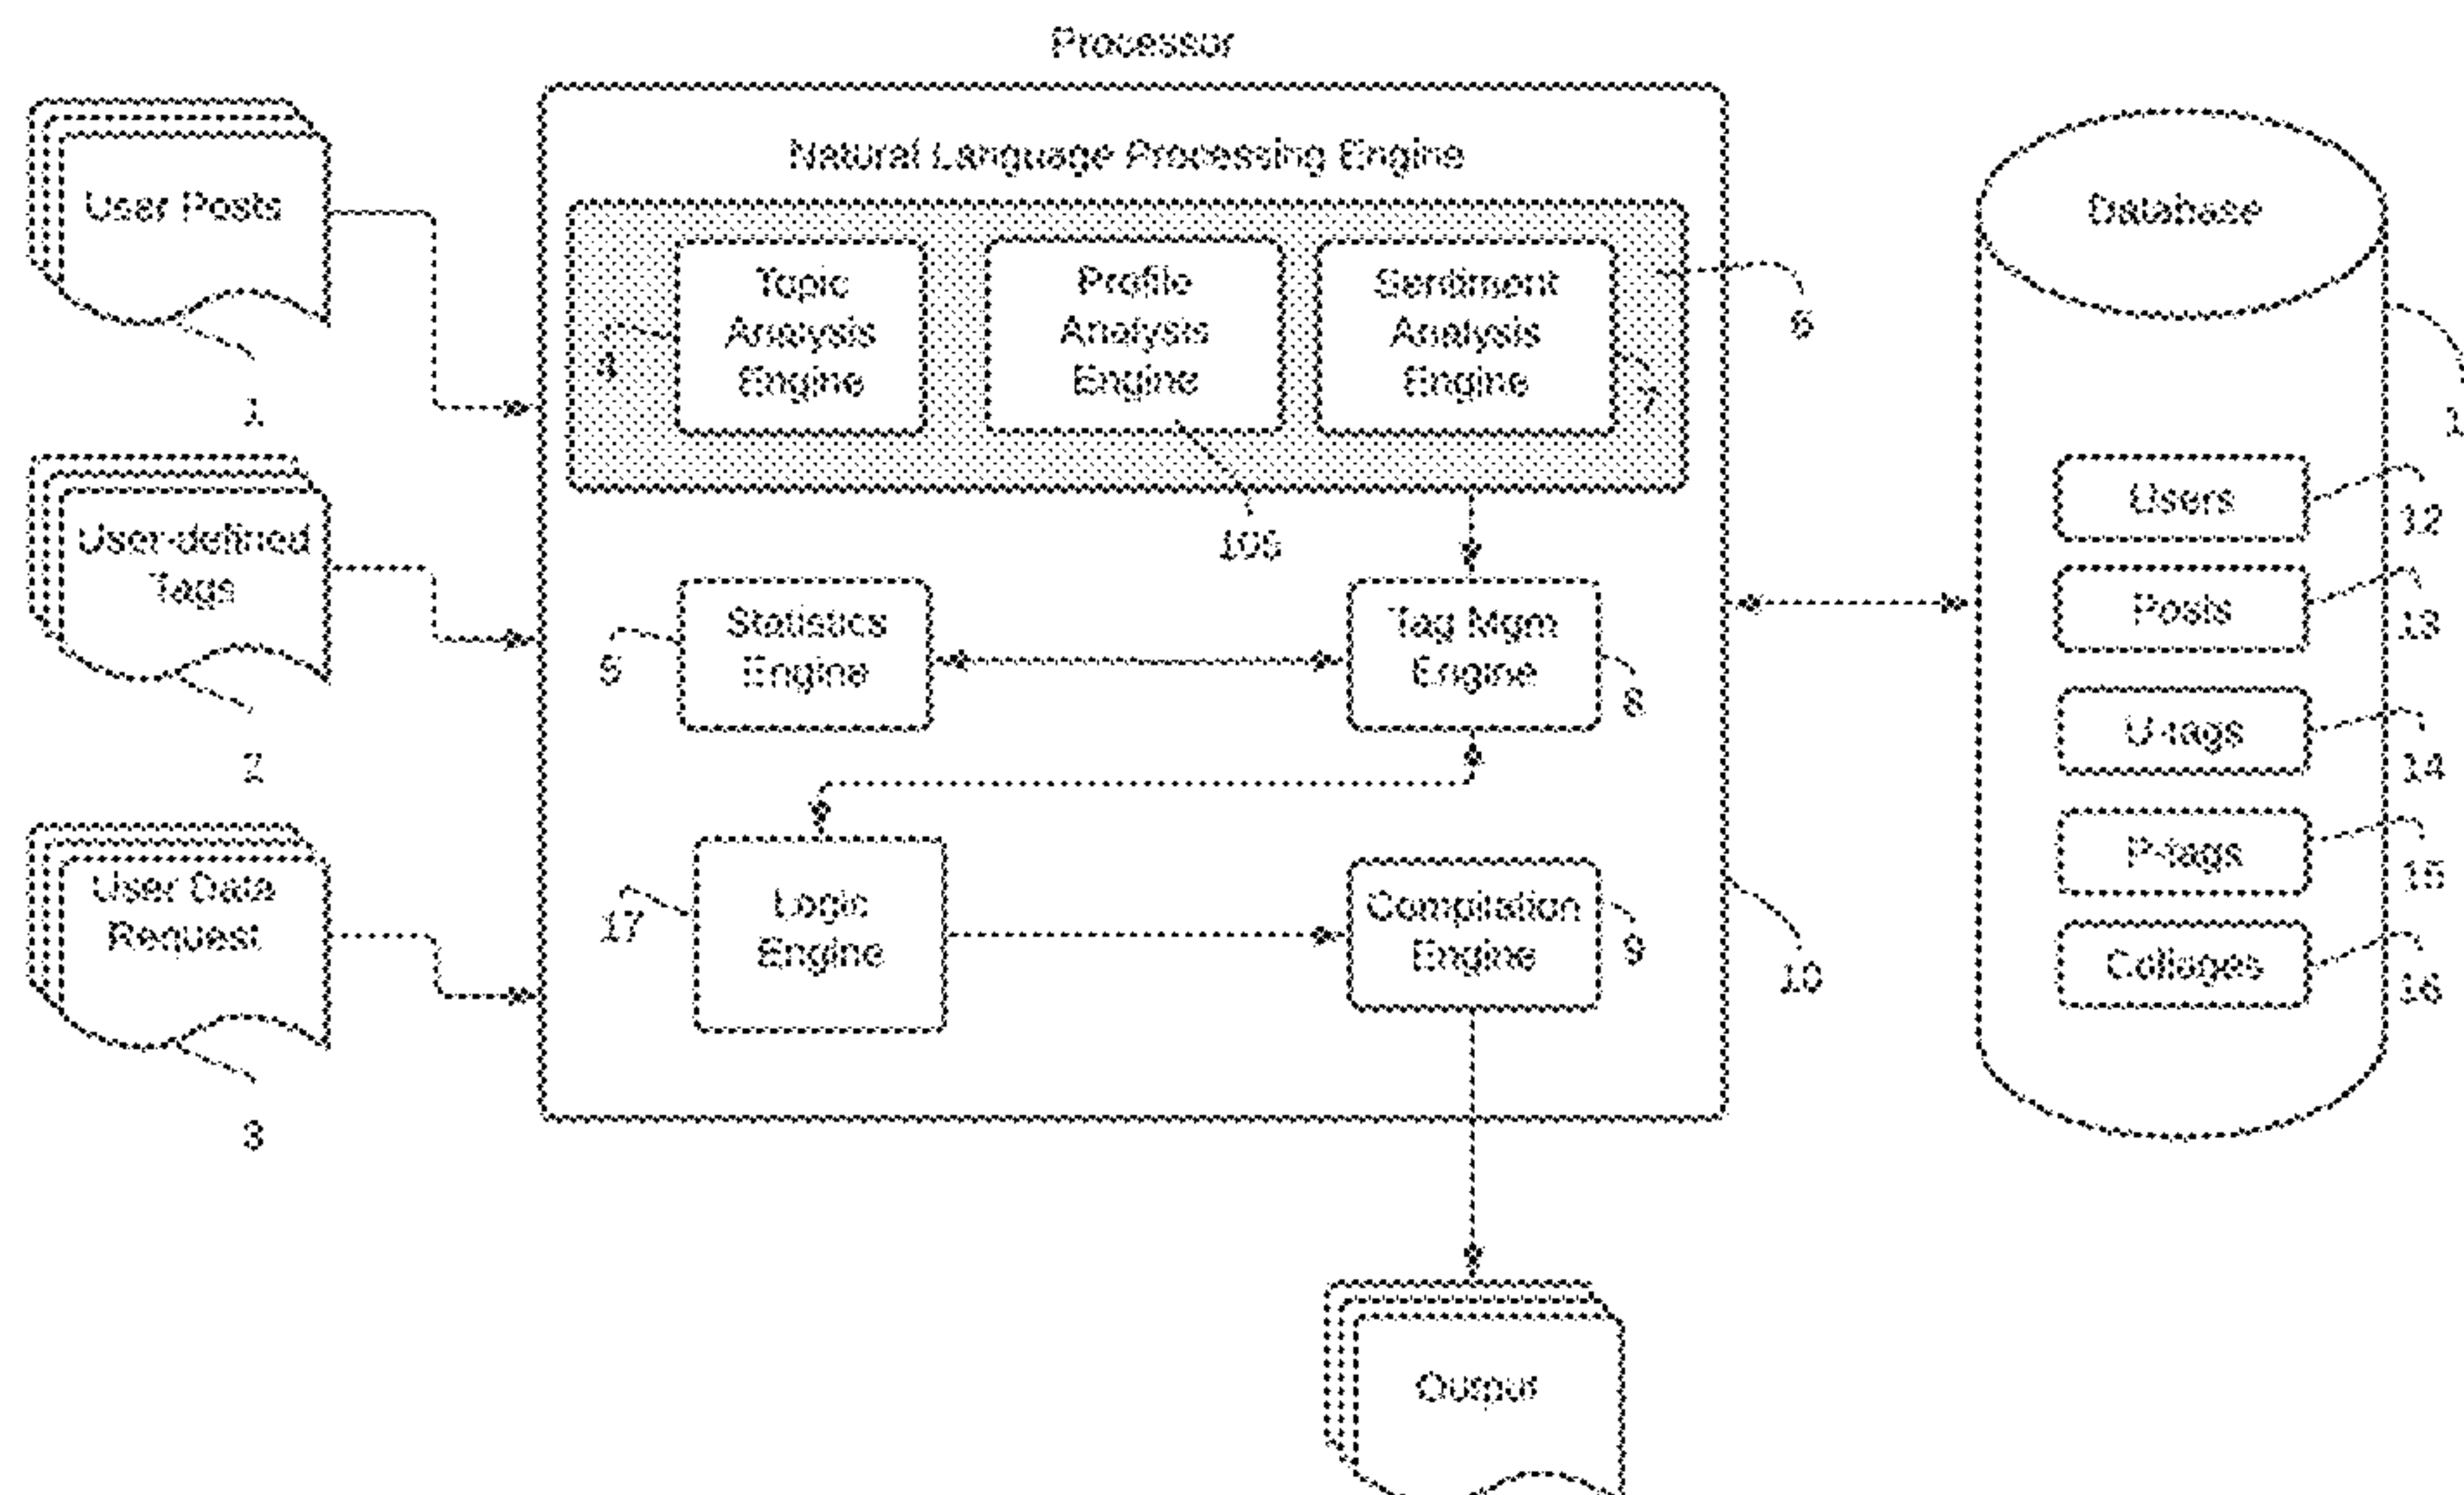 Processor
Natural Language Processing Engine
User Posts
1
User-defined
Tags
2
User Data
Request
3
Topic
Analysis
Engine
4
Profile
Analysis
Engine
Sentiment
Analysis
Engine
7
6
Statistics
Engine
5
Tag Mgm
Engine
8
Logic
Engine
17
Compilation
Engine
9
10
Output
Database
Users
12
Posts
13
U-tags
14
P-tags
15
Collages
16